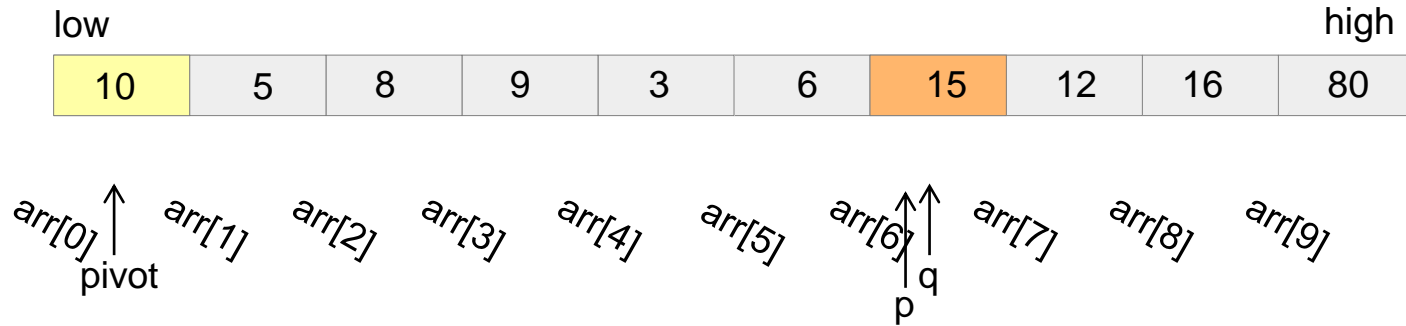 low high
10 5 8 9 3 6 15 12 16 80
arr[0] arr[1] arr[2] arr[3] arr[4] arr[5] arr[6] arr[7] arr[8] arr[9]
pivot q
p